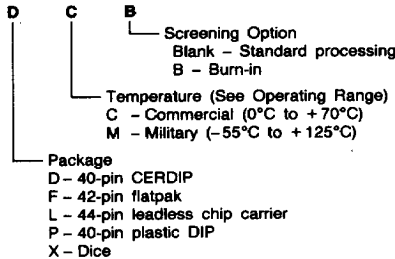 D C B
Screening Option
Blank – Standard processing
B – Burn-in
Temperature (See Operating Range)
C – Commercial (0°C to +70°C)
M – Military (–55°C to +125°C)
Package
D – 40-pin CERDIP
F – 42-pin flatpak
L – 44-pin leadless chip carrier
P – 40-pin plastic DIP
X – Dice